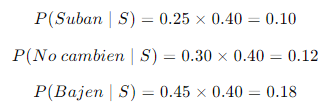 P(Suban | S) = 0.25 × 0.40 = 0.10
P(No cambien | S) = 0.30 × 0.40 = 0.12
P(Bajen | S) = 0.45 × 0.40 = 0.18